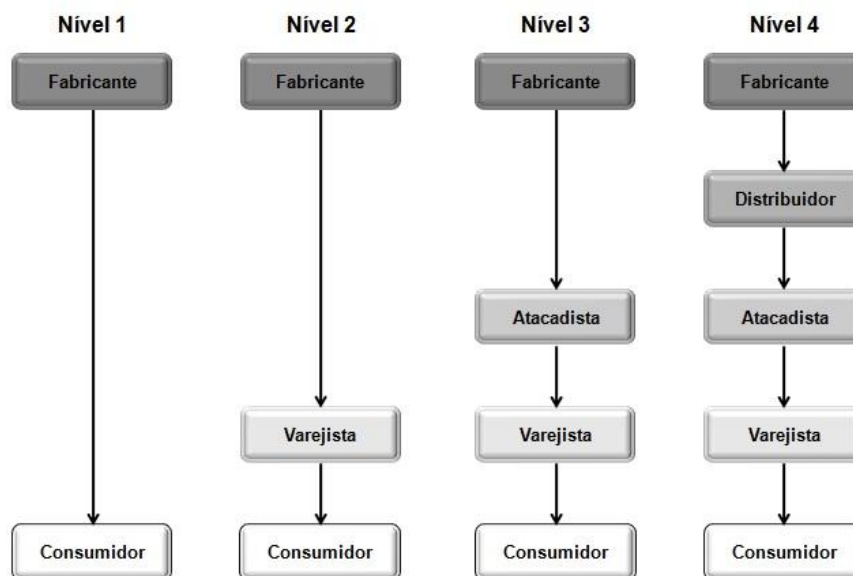 Nível 1 Nível 2 Nível 3 Nível 4
Fabricante Fabricante Fabricante Fabricante
Distribuidor
Atacadista Atacadista
Varejista Varejista Varejista
Consumidor Consumidor Consumidor Consumidor